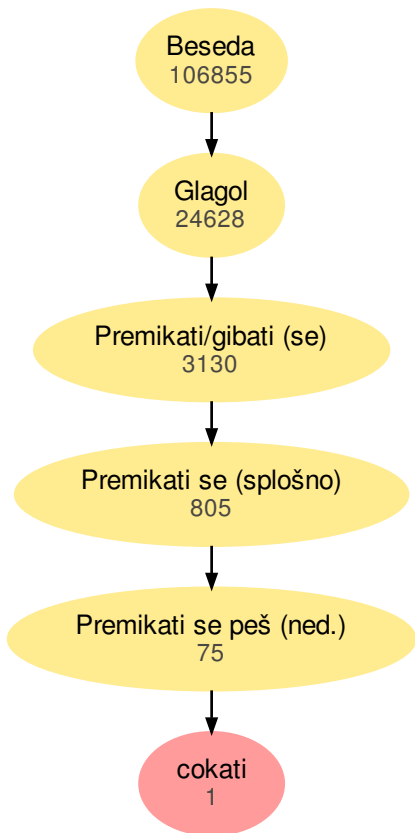 Beseda
106855
Glagol
24628
Premikati/gibati (se)
3130
Premikati se (splošno)
805
Premikati se peš (ned.)
75
cokati
1